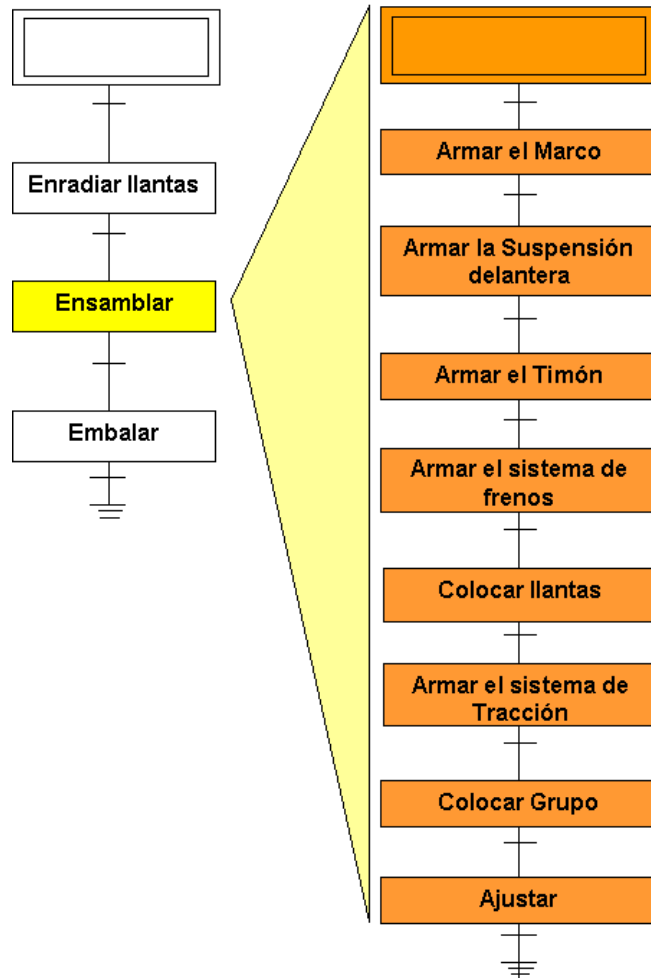 Enradiar llantas
Ensamblar
Embalar
Armar el Marco
Armar la Suspensión
delantera
Armar el Timón
Armar el sistema de
frenos
Colocar llantas
Armar el sistema de
Tracción
Colocar Grupo
Ajustar